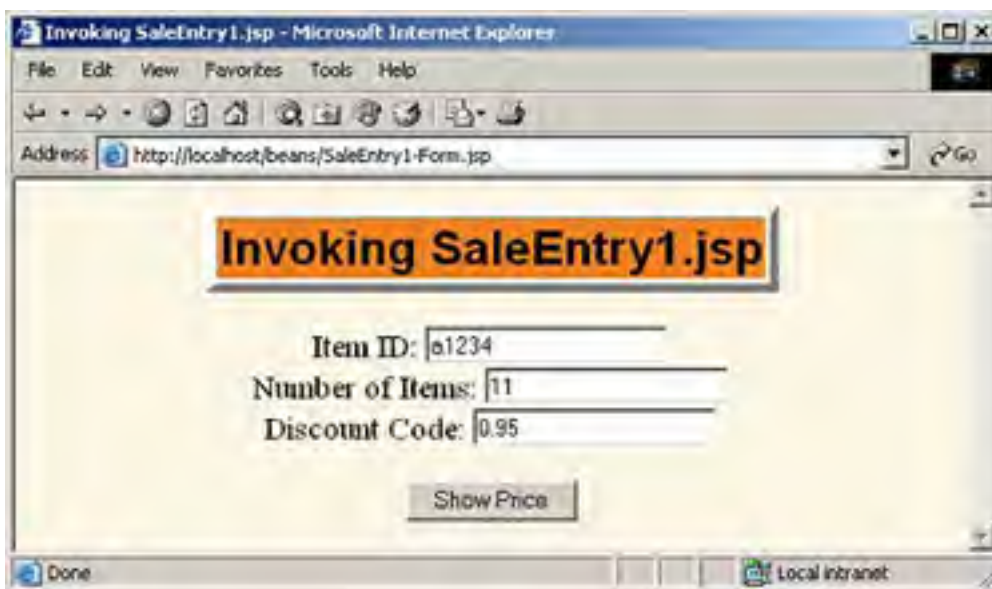 Invoking SaleEntry1.jsp - Microsoft Internet Explorer
File Edit View Favorites Tools Help
Address http://localhost/beans/SaleEntry1-Form.jsp Go
Invoking SaleEntry1.jsp
Item ID: a1234
Number of Items: 11
Discount Code: 0.95
Show Price
Done Local intranet